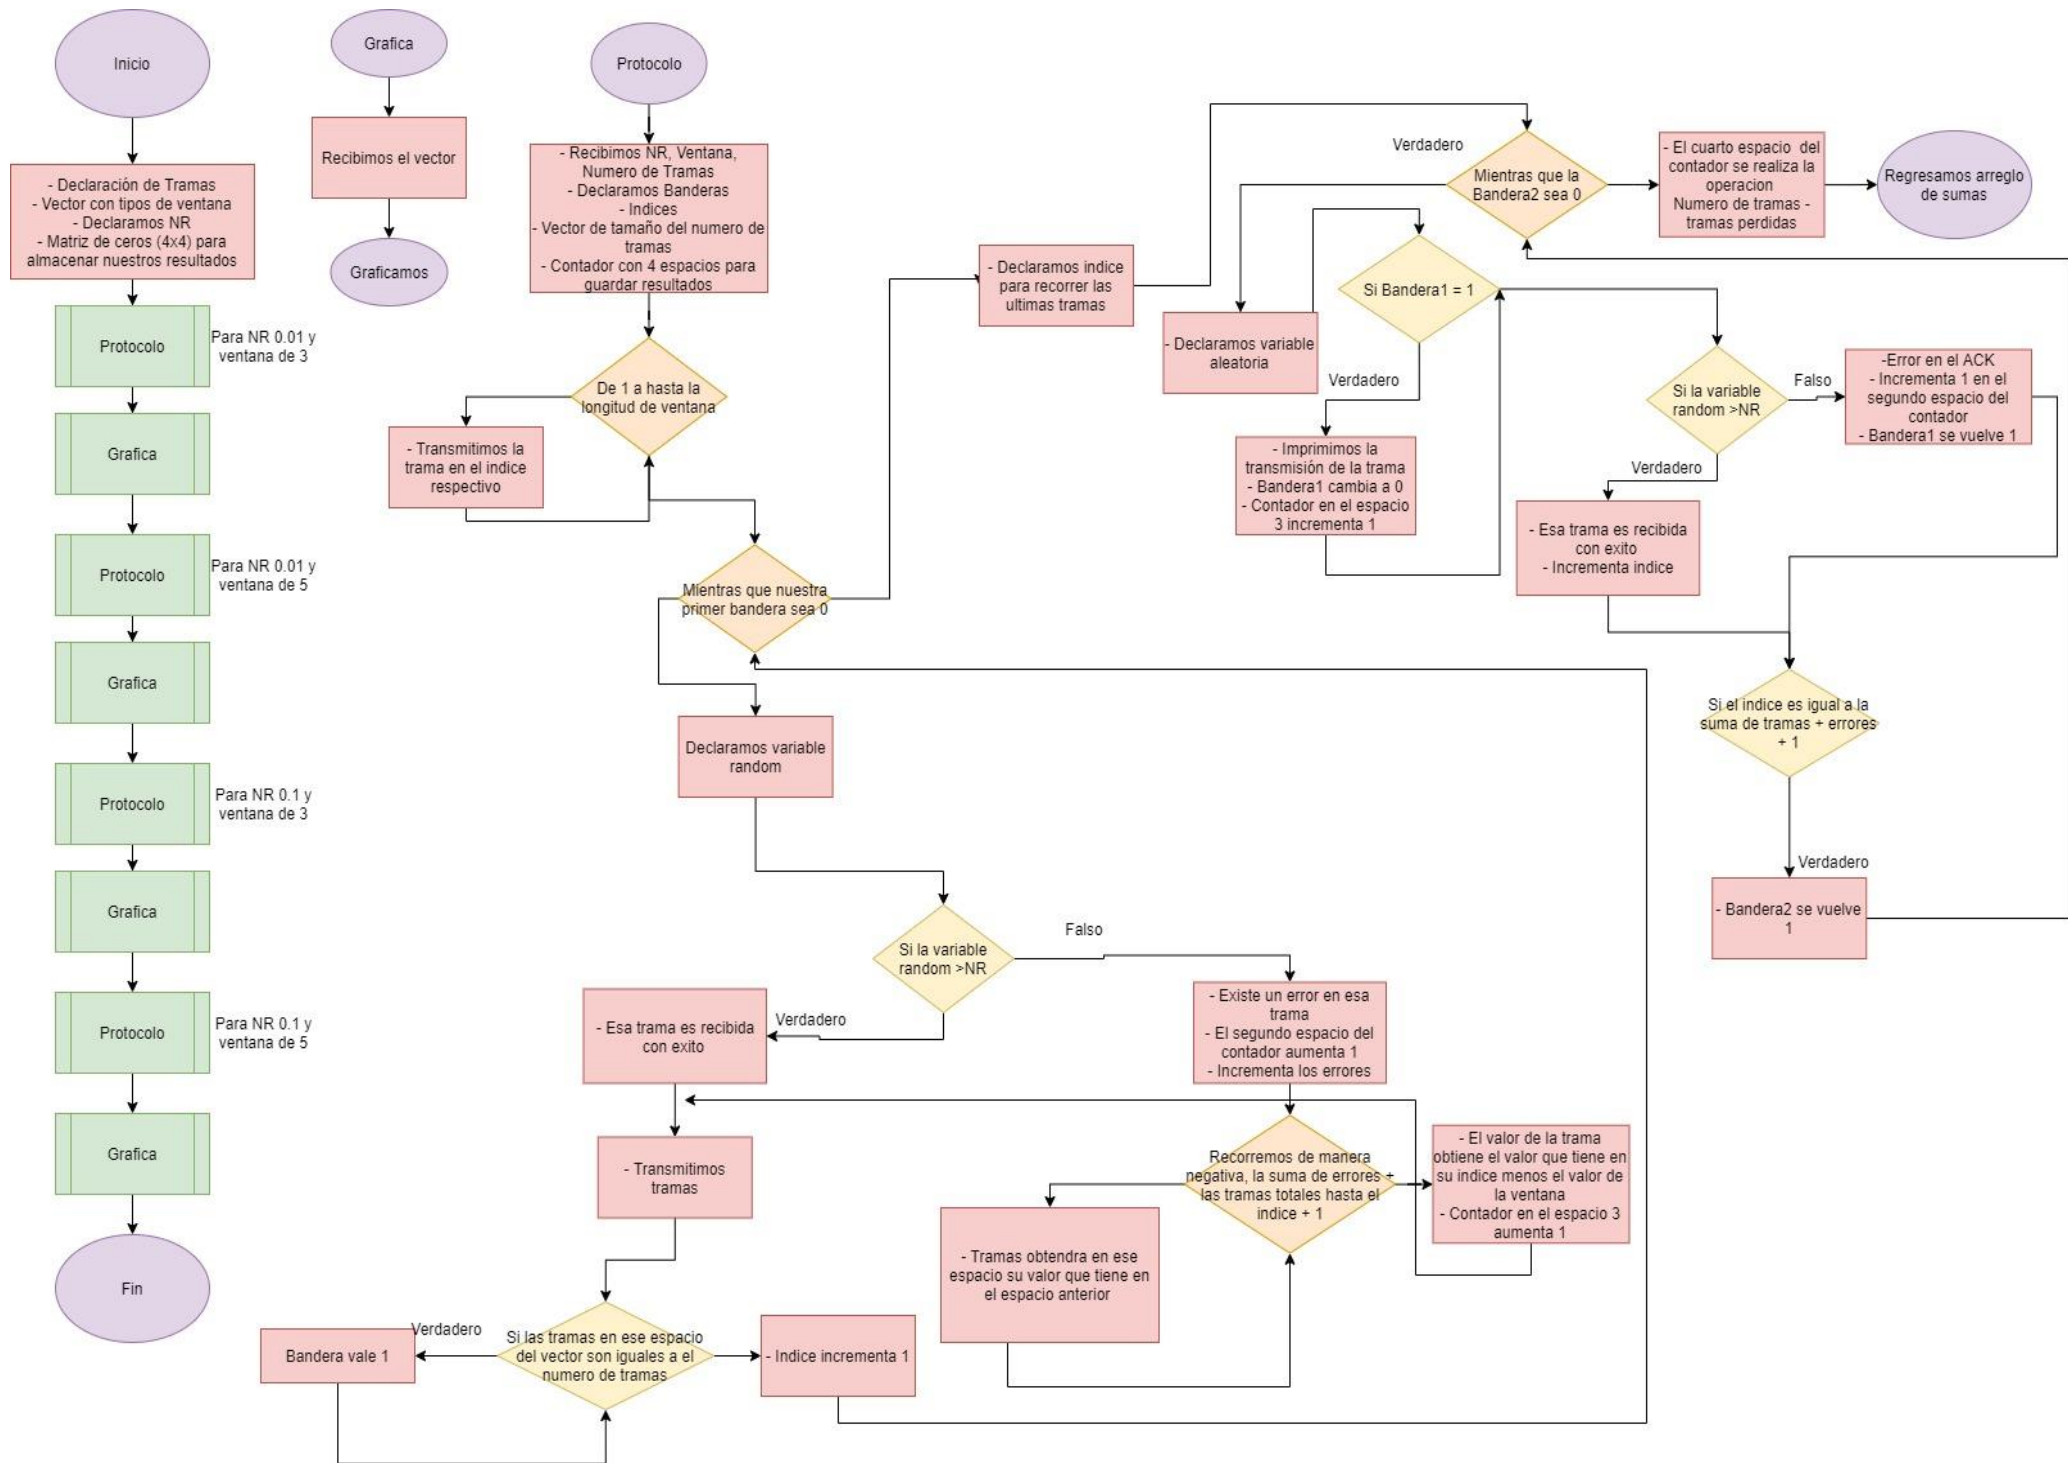 Inicio
- Declaración de Tramas
- Vector con tipos de ventana
- Declaramos NR
- Matriz de ceros (4x4) para
almacenar nuestros resultados
Protocolo
Para NR 0.01 y
ventana de 3
Grafica
Protocolo
Para NR 0.01 y
ventana de 5
Grafica
Protocolo
Para NR 0.1 y
ventana de 3
Grafica
Protocolo
Para NR 0.1 y
ventana de 5
Grafica
Fin
Grafica
Recibimos el vector
Graficamos
Protocolo
- Recibimos NR, Ventana,
Numero de Tramas
- Declaramos Banderas
- Indices
- Vector de tamaño del numero de
tramas
- Contador con 4 espacios para
guardar resultados
De 1 a hasta la
longitud de ventana
- Transmitimos la
trama en el indice
respectivo
Mientras que nuestra
primer bandera sea 0
Declaramos variable
random
Si la variable
random >NR
Verdadero
- Esa trama es recibida
con exito
- Transmitimos
tramas
Si las tramas en ese espacio
del vector son iguales a el
numero de tramas
Verdadero
Bandera vale 1
- Indice incrementa 1
Falso
- Existe un error en esa
trama
- El segundo espacio del
contador aumenta 1
- Incrementa los errores
Recorremos de manera
negativa, la suma de errores +
las tramas totales hasta el
indice + 1
- Tramas obtendra en ese
espacio su valor que tiene en
el espacio anterior
- El valor de la trama
obtiene el valor que tiene en
su indice menos el valor de
la ventana
- Contador en el espacio 3
aumenta 1
- Declaramos indice
para recorrer las
ultimas tramas
Mientras que la
Bandera2 sea 0
Verdadero
- Declaramos variable
aleatoria
Si Bandera1 = 1
Verdadero
- Imprimimos la
transmisión de la trama
- Bandera1 cambia a 0
- Contador en el espacio
3 incrementa 1
Si la variable
random >NR
Falso
-Error en el ACK
- Incrementa 1 en el
segundo espacio del
contador
- Bandera1 se vuelve 1
Verdadero
- Esa trama es recibida
con exito
- Incrementa indice
Si el indice es igual a la
suma de tramas + errores
+ 1
Verdadero
- Bandera2 se vuelve
1
- El cuarto espacio del
contador se realiza la
operacion
Numero de tramas -
tramas perdidas
Regresamos arreglo
de sumas